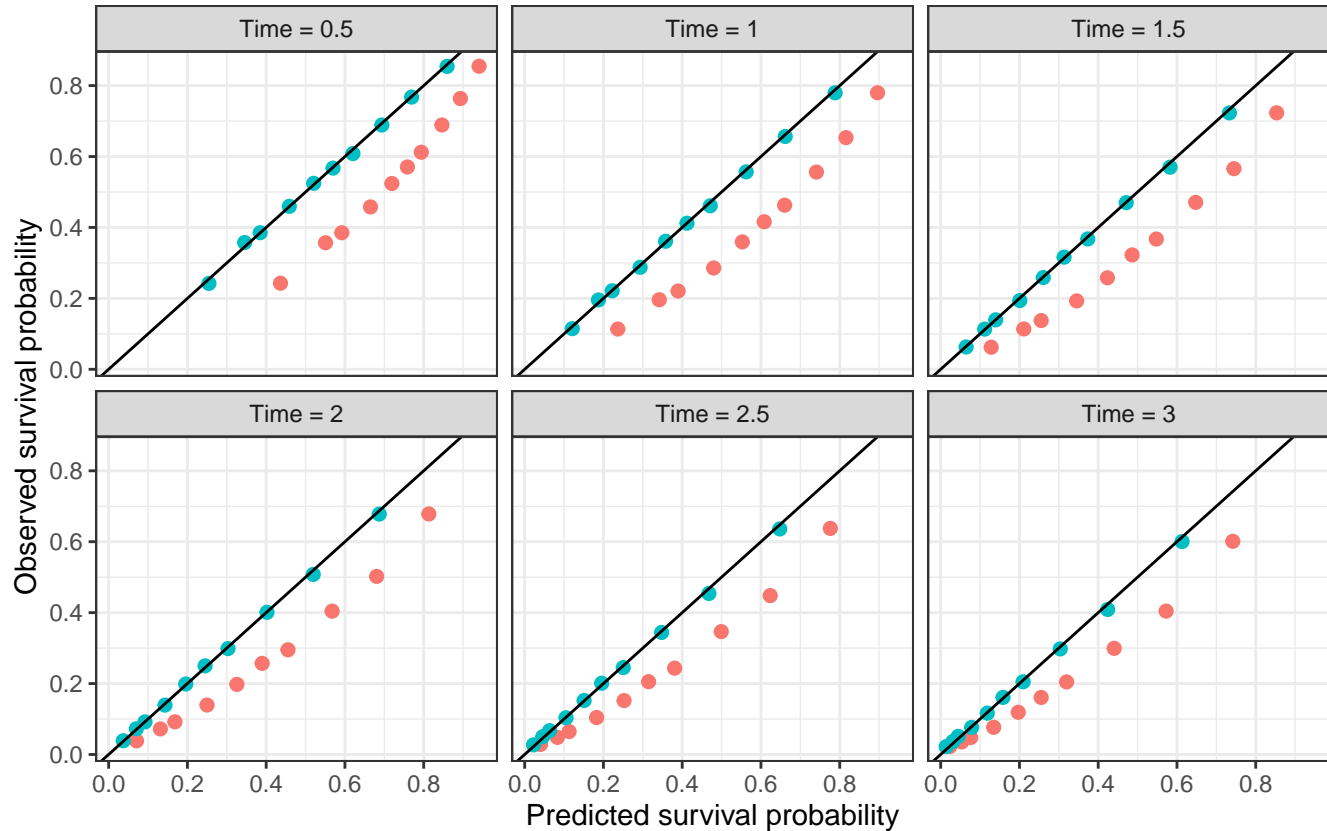 Time = 0.5
Time = 1
Time = 1.5
0.8
0.6
0.4
0.2
0.0
Time = 2
Time = 2.5
Time = 3
0.8
0.6
0.4
0.2
0.0
0.0 0.2 0.4 0.6 0.8
0.0 0.2 0.4 0.6 0.8
0.0 0.2 0.4 0.6 0.8
Observed survival probability
Predicted survival probability